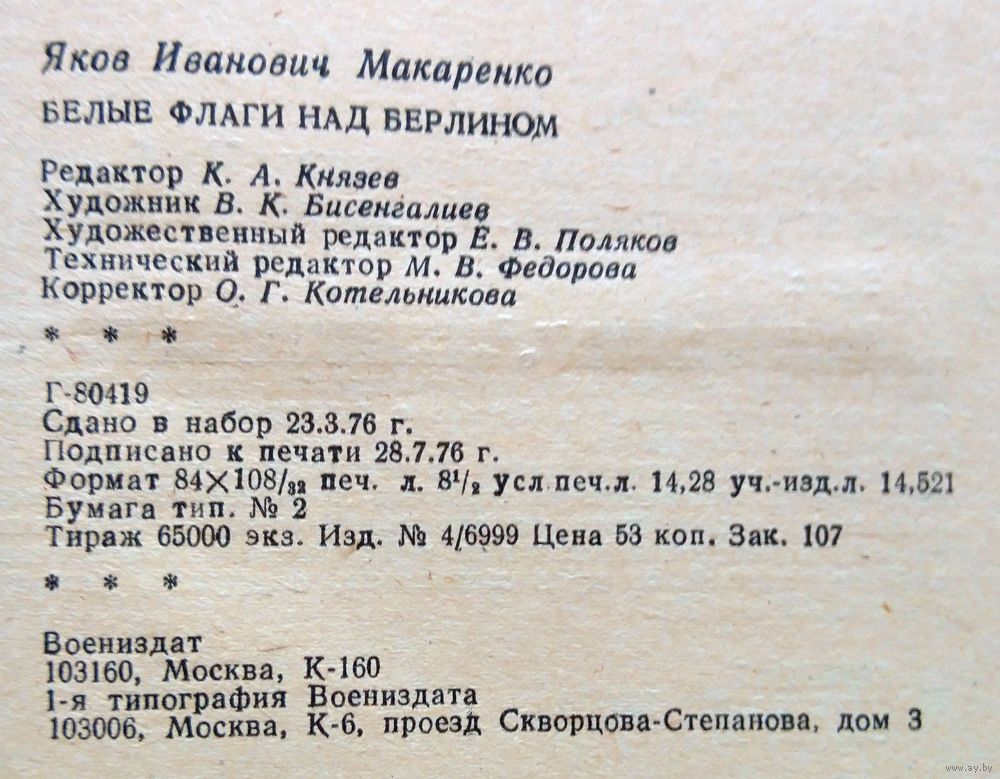 Яков Иванович Макаренко
БЕЛЫЕ ФЛАГИ НАД БЕРЛИНОМ
Редактор К. А. Князев
Художник В. К. Бисенгалиев
Художественный редактор Е. В. Поляков
Технический редактор М. В. Федорова
Корректор О. Г. Котельникова
* * *
Г-80419
Сдано в набор 23.3.76 г.
Подписано к печати 28.7.76 г.
Формат 84×108/₃₂ печ. л. 8¹/₂ усл.печ.л. 14,28 уч.-изд.л. 14,521
Бумага тип. № 2
Тираж 65000 экз. Изд. № 4/6999 Цена 53 коп. Зак. 107
* * *
Воениздат
103160, Москва, К-160
1-я типография Воениздата
103006, Москва, К-6, проезд Скворцова-Степанова, дом 3
www.ay.by